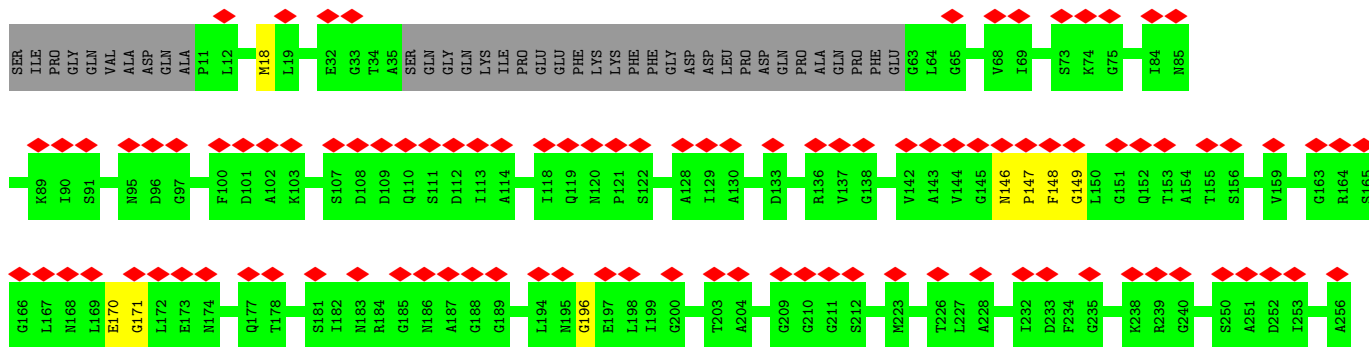 SER ILE PRO GLY GLN VAL ALA ASP GLN ALA P11 L12 M18 L19 E32 G33 T34 A35 SER GLN GLY GLN LYS ILE PRO GLU GLU PHE LYS LYS PHE PHE GLY ASP ASP LEU PRO ASP GLN PRO ALA GLN PRO PHE GLU G63 L64 G65 V68 I69 S73 K74 G75 I84 N85
K89 I90 S91 N95 D96 G97 F100 D101 A102 K103 S107 D108 D109 Q110 S111 D112 I113 A114 I118 Q119 N120 P121 S122 A128 I129 A130 D133 R136 V137 G138 V142 A143 V144 G145 N146 P147 F148 G149 L150 G151 Q152 T153 A154 T155 S156 V159 G163 R164 S165
G166 L167 N168 L169 E170 G171 L172 E173 N174 Q177 T178 S181 I182 N183 R184 G185 N186 A187 G188 G189 L194 N195 G196 E197 L198 I199 G200 T203 A204 G209 G210 G211 S212 M223 T226 L227 A228 I232 D233 F234 G235 K238 R239 G240 S250 A251 D252 I253 A256